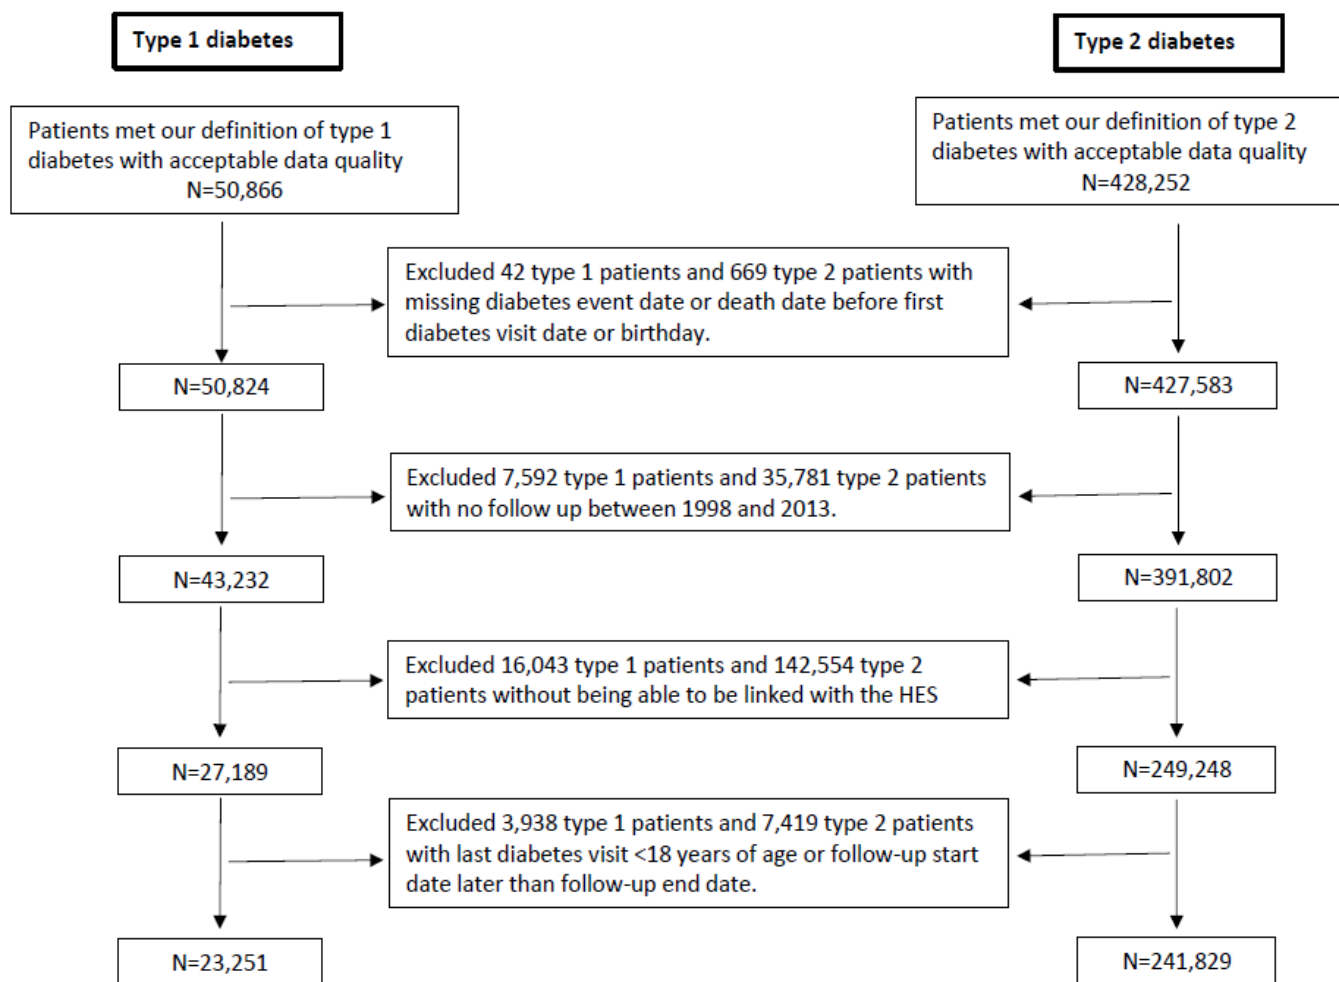 Type 1 diabetes
Type 2 diabetes
Patients met our definition of type 1
diabetes with acceptable data quality
N=50,866
Patients met our definition of type 2
diabetes with acceptable data quality
N=428,252
Excluded 42 type 1 patients and 669 type 2 patients with
missing diabetes event date or death date before first
diabetes visit date or birthday.
N=50,824
N=427,583
Excluded 7,592 type 1 patients and 35,781 type 2 patients
with no follow up between 1998 and 2013.
N=43,232
N=391,802
Excluded 16,043 type 1 patients and 142,554 type 2
patients without being able to be linked with the HES
N=27,189
N=249,248
Excluded 3,938 type 1 patients and 7,419 type 2 patients
with last diabetes visit <18 years of age or follow-up start
date later than follow-up end date.
N=23,251
N=241,829